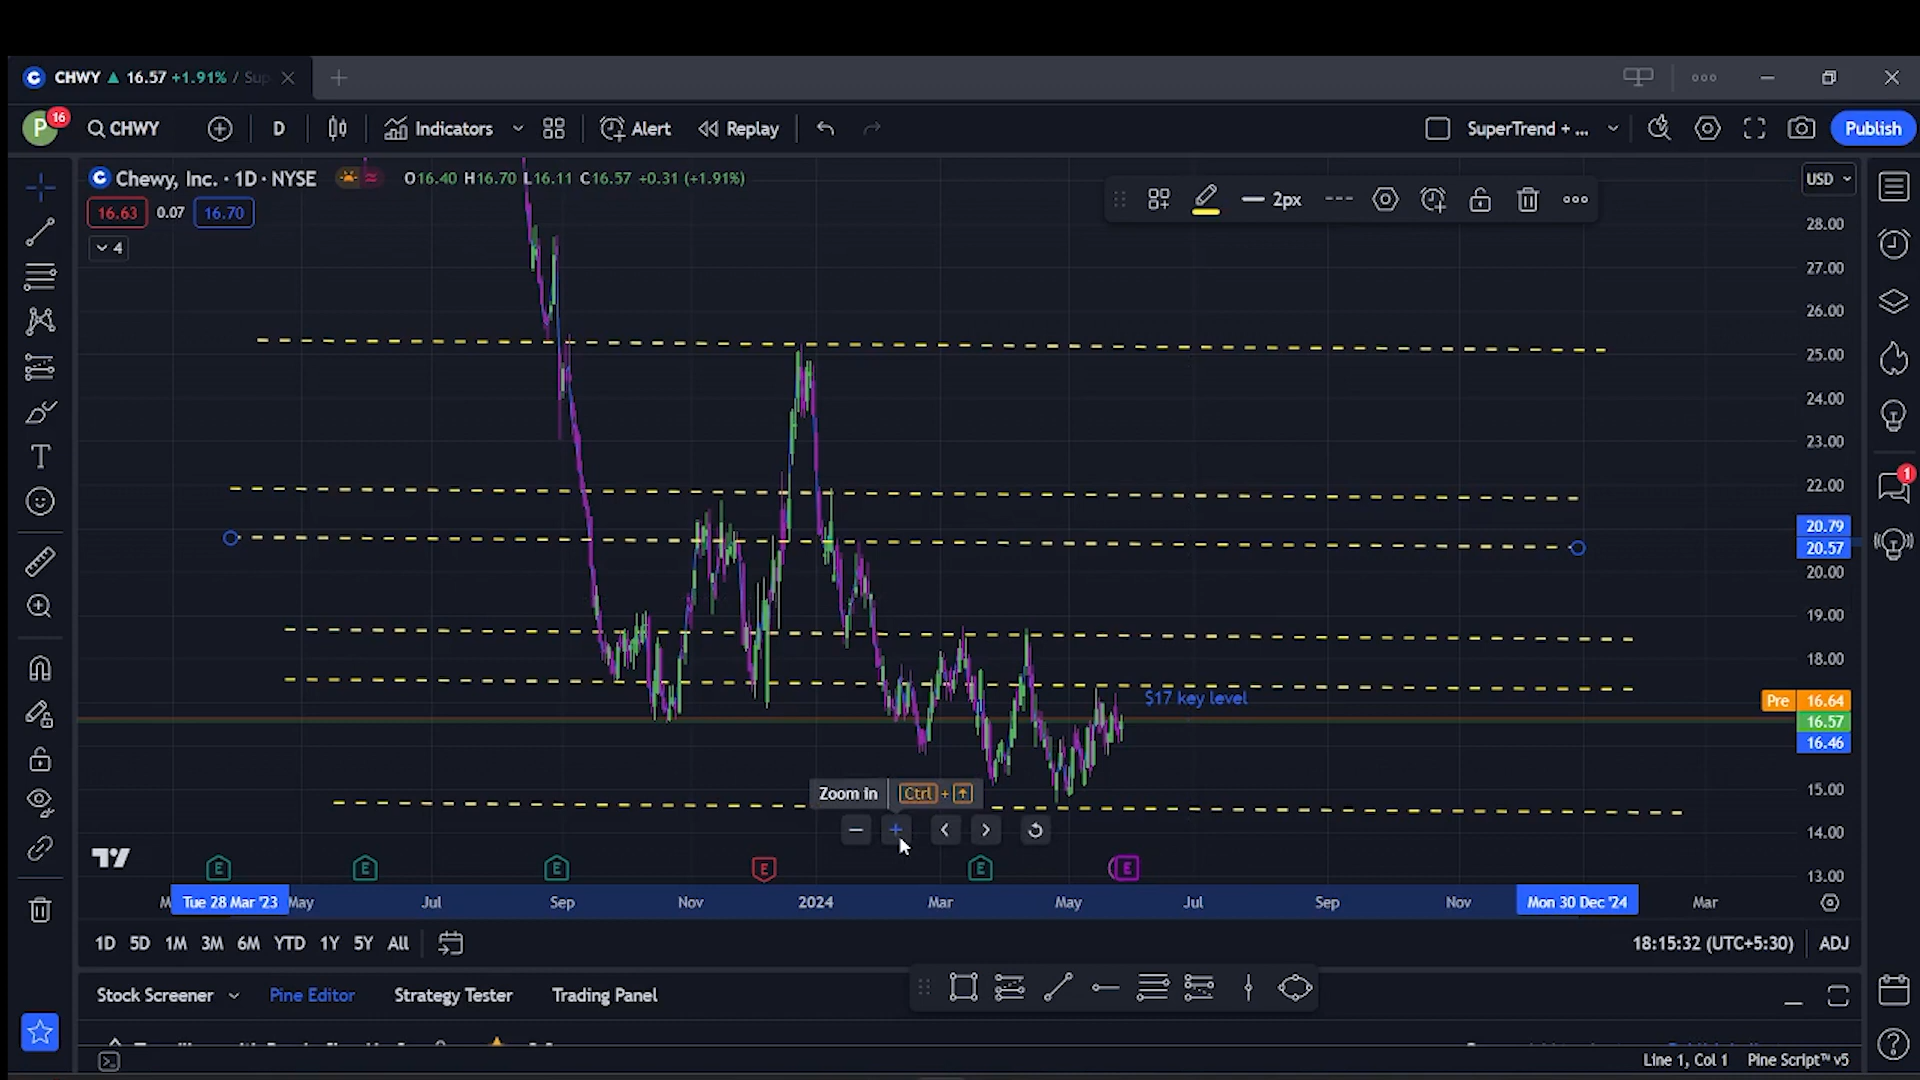 CHWY ▲ 16.57 +1.91% / Sup
P 16 CHWY D Indicators Alert Replay SuperTrend + ... Publish
Chewy, Inc. · 1D · NYSE O16.40 H16.70 L16.11 C16.57 +0.31 (+1.91%)
USD
16.63 0.07 16.70
2px
4
28.00
27.00
26.00
25.00
24.00
23.00
22.00
1
20.79
20.57
20.00
19.00
18.00
$17 key level
Pre 16.64
16.57
16.46
15.00
14.00
13.00
Zoom In Ctrl + ↑
E E E E E E
Tue 28 Mar '23 May Jul Sep Nov 2024 Mar May Jul Sep Nov Mon 30 Dec '24 Mar
1D 5D 1M 3M 6M YTD 1Y 5Y All
18:15:32 (UTC+5:30) ADJ
Stock Screener Pine Editor Strategy Tester Trading Panel
Line 1, Col 1 Pine Script™ v5